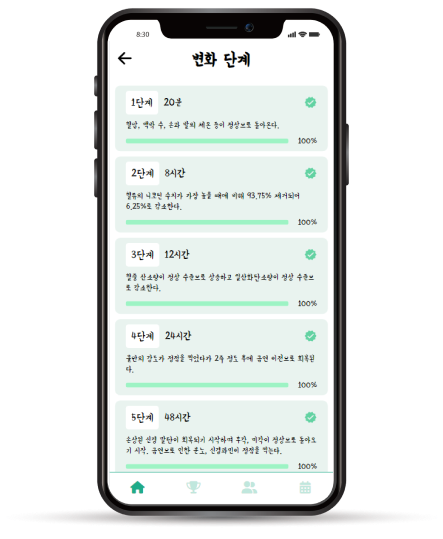 8:30
변화 단계
1단계 20분
혈압, 맥박 수, 손과 발의 체온 등이 정상으로 돌아온다.
100%
2단계 8시간
혈류의 니코틴 수치가 가장 높을 때에 비해 93.75% 제거되어
6.25%로 감소한다.
100%
3단계 12시간
혈중 산소량이 정상 수준으로 상승하고 일산화탄소량이 정상 수준으
로 감소한다.
100%
4단계 24시간
불안의 강도가 정점을 찍었다가 2주 정도 후에 금연 이전으로 회복된
다.
100%
5단계 48시간
손상된 신경 말단이 회복되기 시작하며 후각, 미각이 정상으로 돌아오
기 시작. 금연으로 인한 분노, 신경과민이 정점을 찍는다.
100%